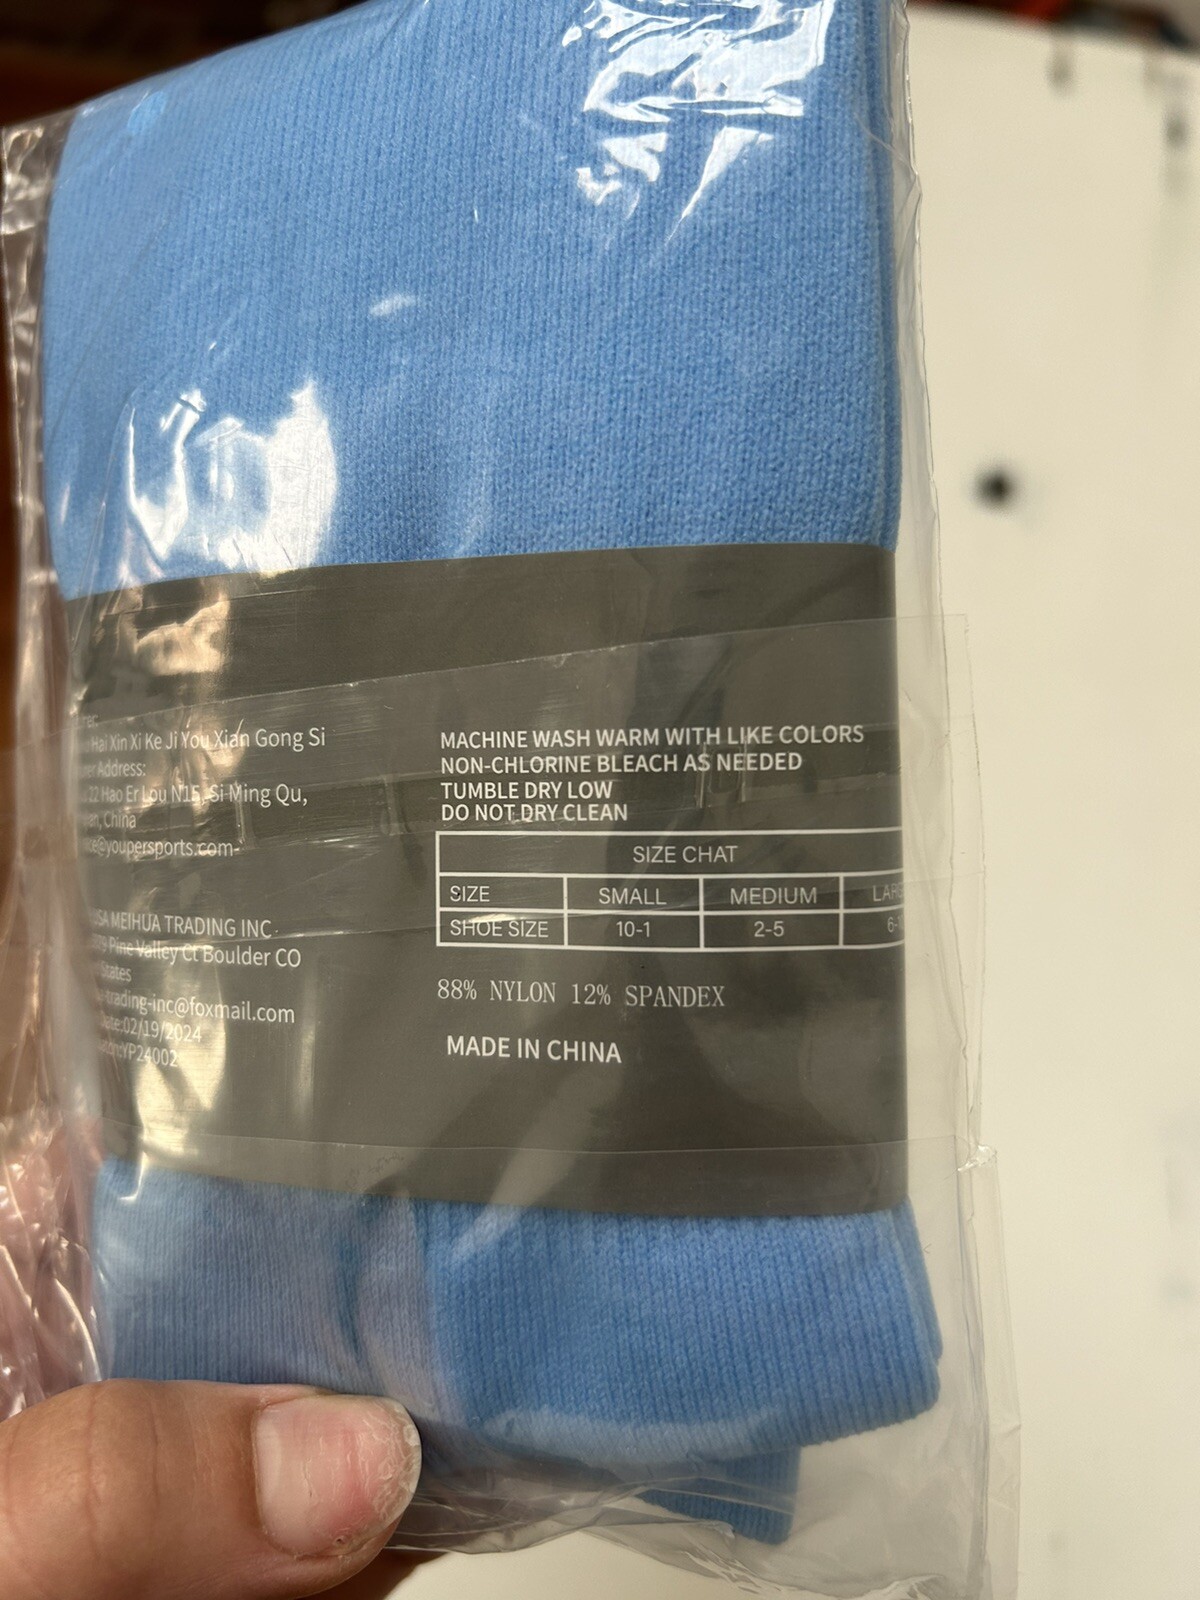 Hai Xin Xi Ke Ji You Xian Gong Si
Address:
22 Hao Er Lou N15, Si Ming Qu,
China
@youpersports.com
USA MEIHUA TRADING INC
Pine Valley Ct Boulder CO
States
-trading-inc@foxmail.com
:02/19/2024
:YP24002
MACHINE WASH WARM WITH LIKE COLORS
NON-CHLORINE BLEACH AS NEEDED
TUMBLE DRY LOW
DO NOT DRY CLEAN
SIZE CHAT
SIZE SMALL MEDIUM
SHOE SIZE 10-1 2-5
88% NYLON 12% SPANDEX
MADE IN CHINA